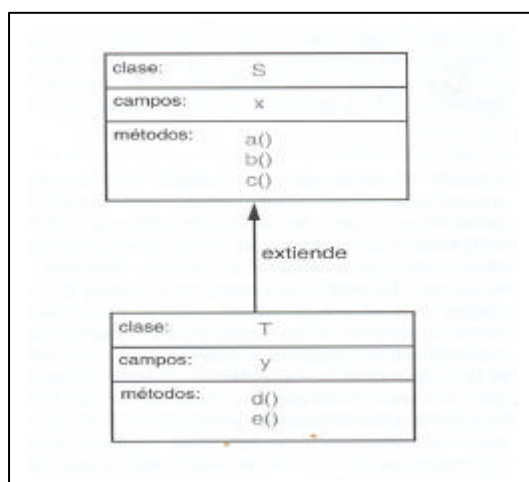 clase: S
campos: x
métodos: a()
b()
c()
extiende
clase: T
campos: y
métodos: d()
e()